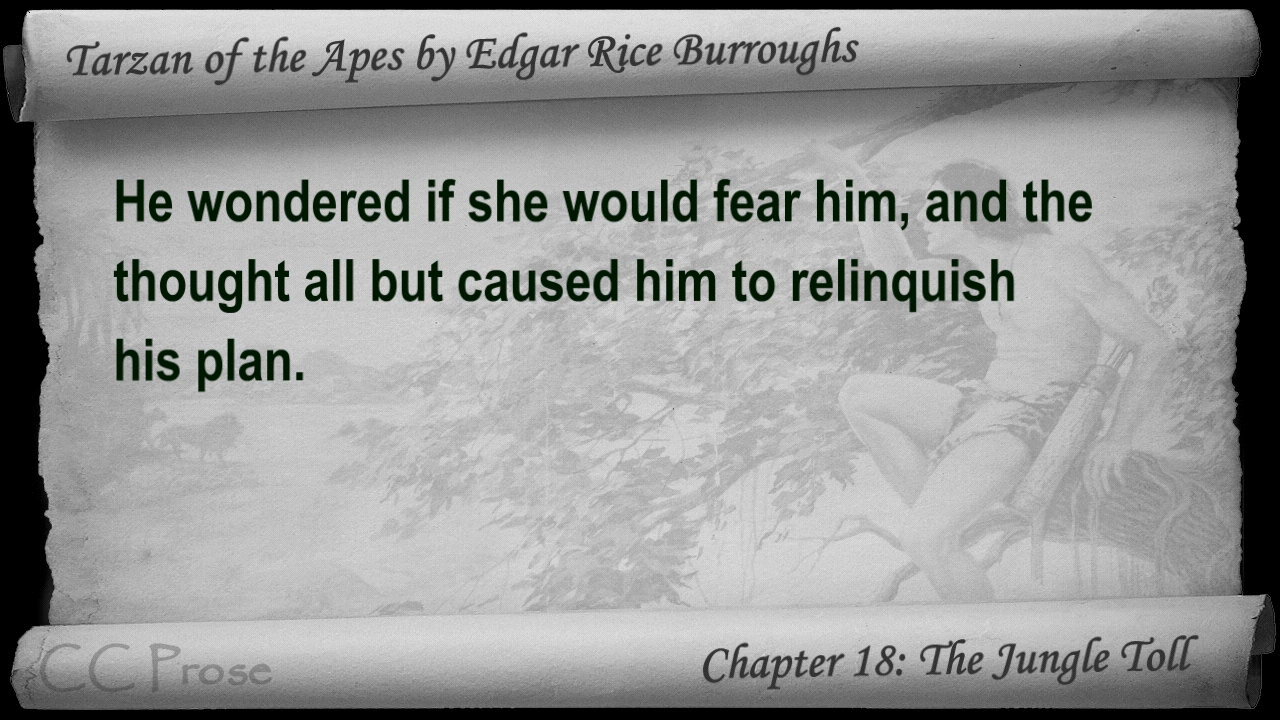 Tarzan of the Apes by Edgar Rice Burroughs
He wondered if she would fear him, and the
thought all but caused him to relinquish
his plan.
CC Prose
Chapter 18: The Jungle Toll